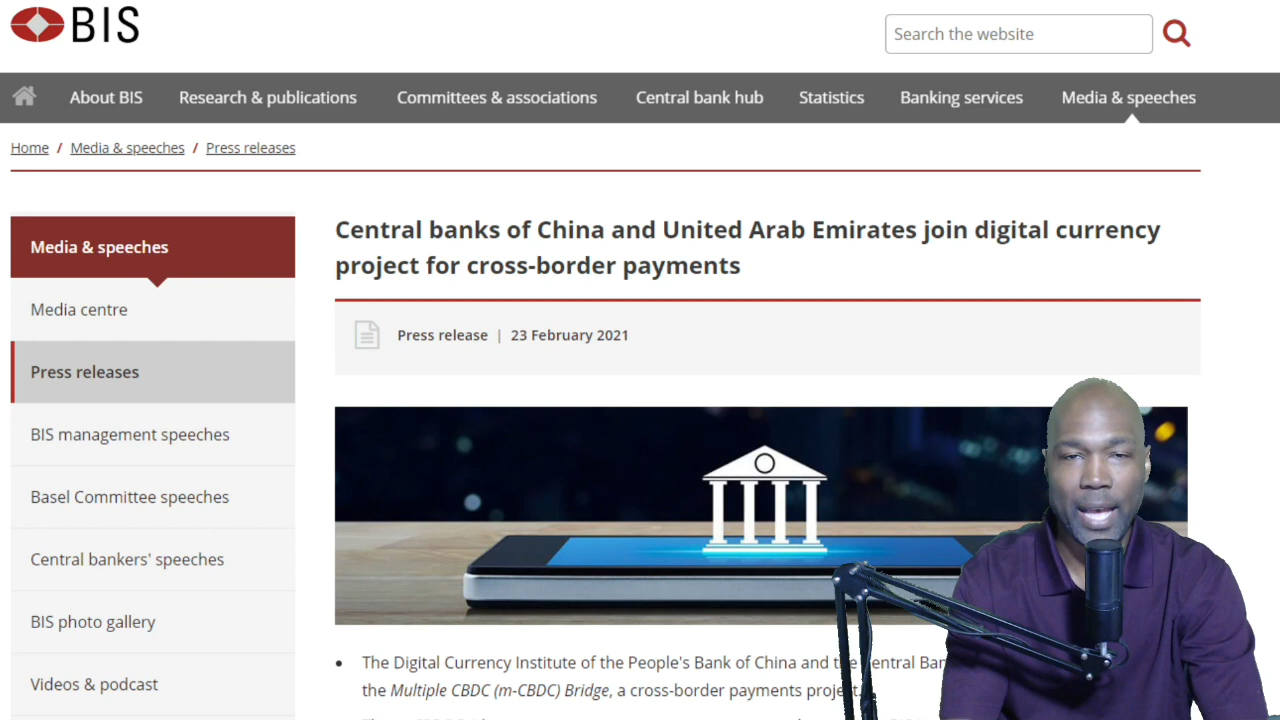 BIS
Search the website
About BIS
Research & publications
Committees & associations
Central bank hub
Statistics
Banking services
Media & speeches
Home / Media & speeches / Press releases
Media & speeches
Media centre
Press releases
BIS management speeches
Basel Committee speeches
Central bankers' speeches
BIS photo gallery
Videos & podcast
Central banks of China and United Arab Emirates join digital currency
project for cross-border payments
Press release | 23 February 2021
The Digital Currency Institute of the People's Bank of China and the Central
the Multiple CBDC (m-CBDC) Bridge, a cross-border payments project.